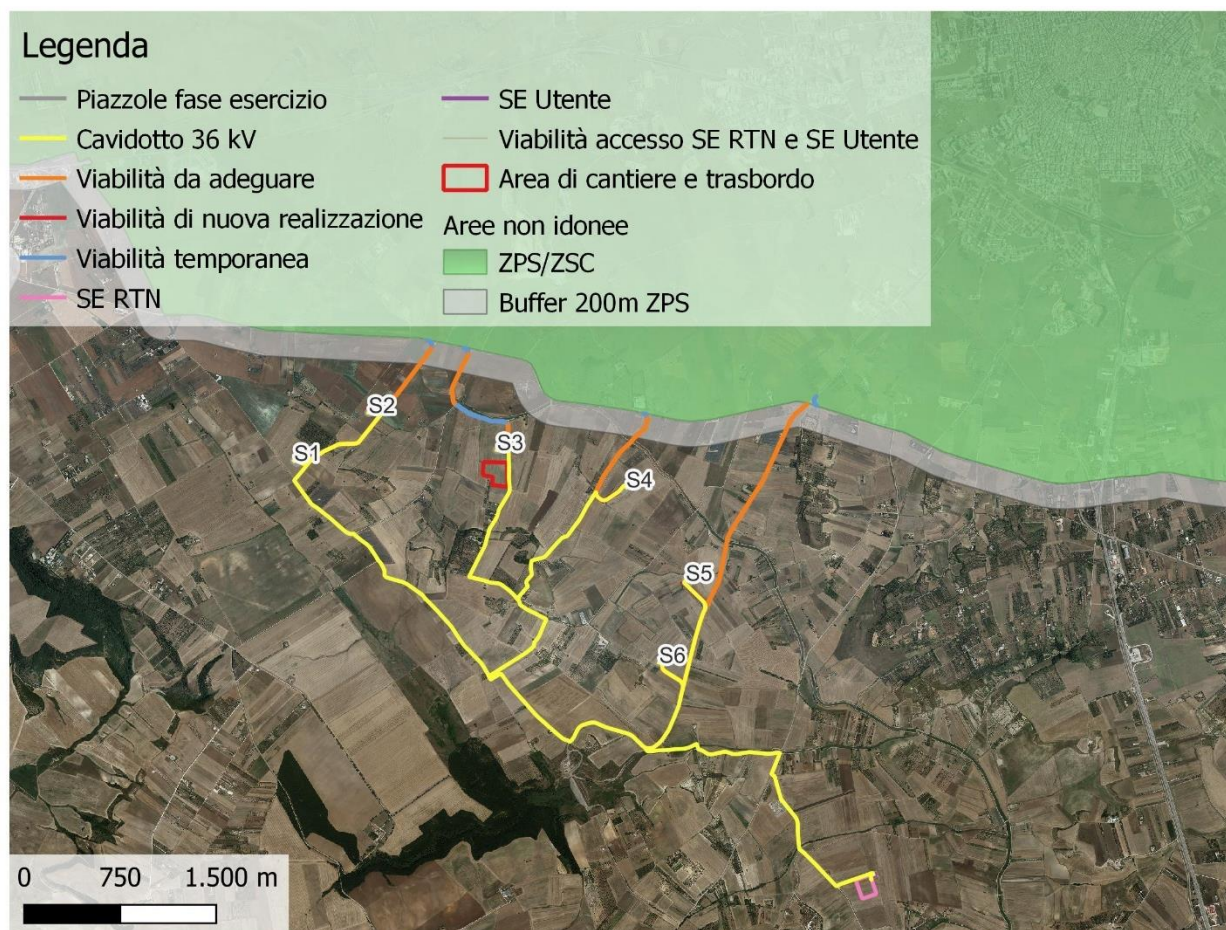 Legenda
Piazzole fase esercizio
Cavidotto 36 kV
Viabilità da adeguare
Viabilità di nuova realizzazione
Viabilità temporanea
SE RTN
SE Utente
Viabilità accesso SE RTN e SE Utente
Area di cantiere e trasbordo
Aree non idonee
ZPS/ZSC
Buffer 200m ZPS
S2
S1
S3
S4
S5
S6
0 750 1.500 m